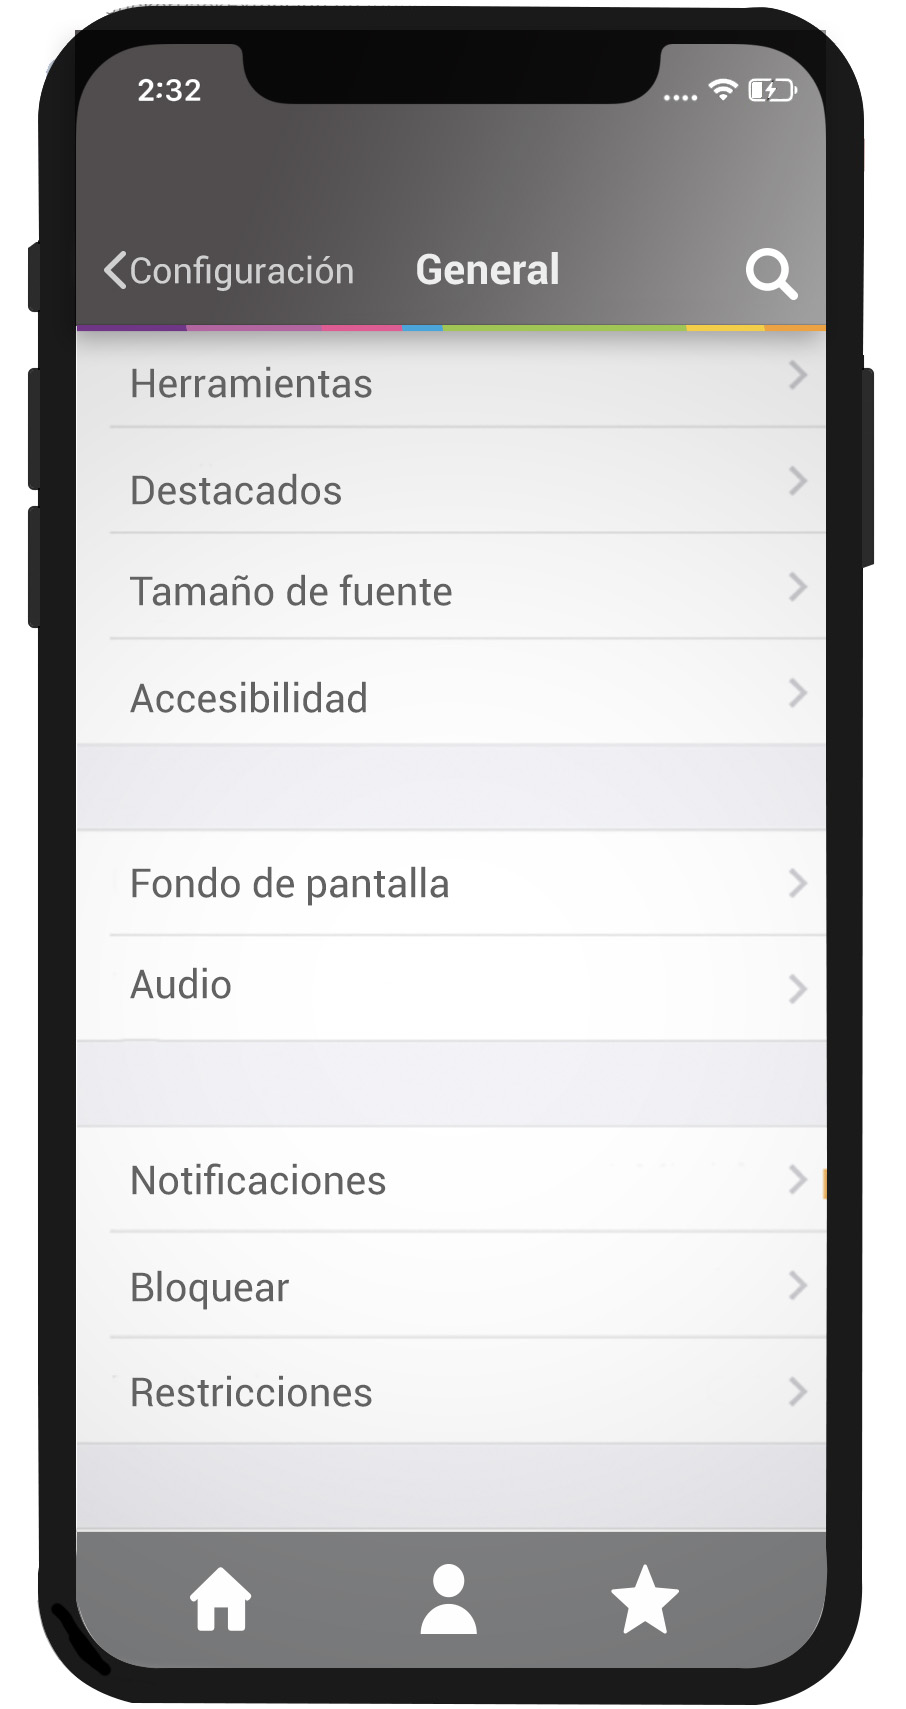 2:32
Configuración General
Herramientas
Destacados
Tamaño de fuente
Accesibilidad
Fondo de pantalla
Audio
Notificaciones
Bloquear
Restricciones